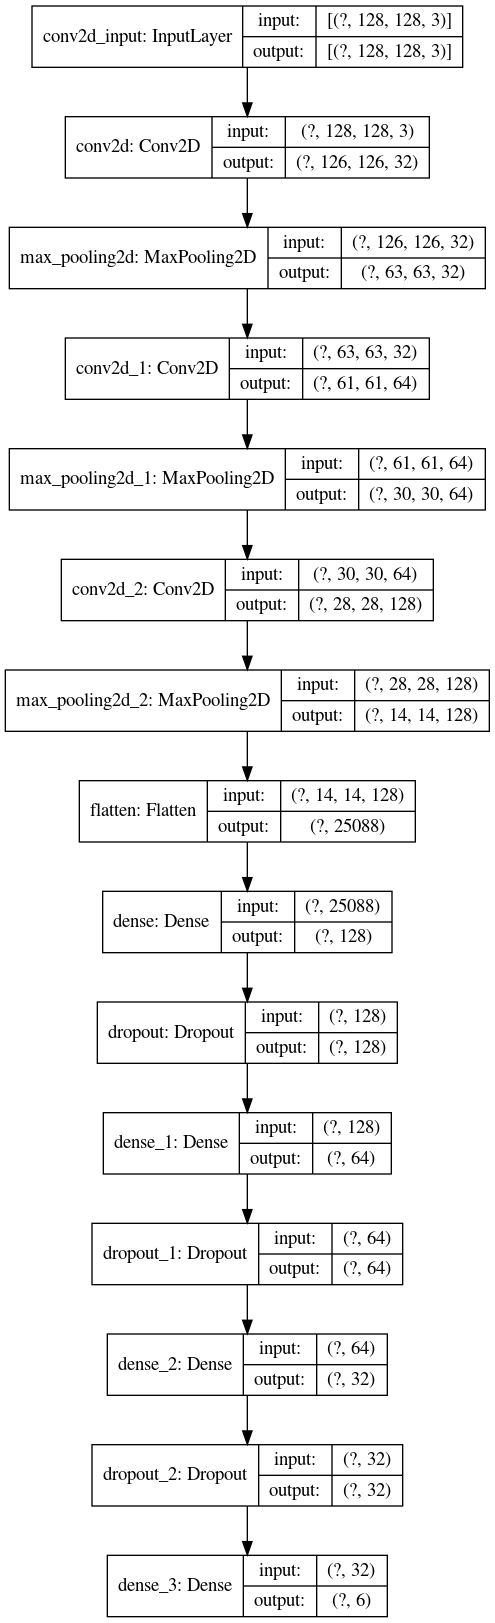 conv2d_input: InputLayer
input:
[(?, 128, 128, 3)]
output:
[(?, 128, 128, 3)]
conv2d: Conv2D
input:
(?, 128, 128, 3)
output:
(?, 126, 126, 32)
max_pooling2d: MaxPooling2D
input:
(?, 126, 126, 32)
output:
(?, 63, 63, 32)
conv2d_1: Conv2D
input:
(?, 63, 63, 32)
output:
(?, 61, 61, 64)
max_pooling2d_1: MaxPooling2D
input:
(?, 61, 61, 64)
output:
(?, 30, 30, 64)
conv2d_2: Conv2D
input:
(?, 30, 30, 64)
output:
(?, 28, 28, 128)
max_pooling2d_2: MaxPooling2D
input:
(?, 28, 28, 128)
output:
(?, 14, 14, 128)
flatten: Flatten
input:
(?, 14, 14, 128)
output:
(?, 25088)
dense: Dense
input:
(?, 25088)
output:
(?, 128)
dropout: Dropout
input:
(?, 128)
output:
(?, 128)
dense_1: Dense
input:
(?, 128)
output:
(?, 64)
dropout_1: Dropout
input:
(?, 64)
output:
(?, 64)
dense_2: Dense
input:
(?, 64)
output:
(?, 32)
dropout_2: Dropout
input:
(?, 32)
output:
(?, 32)
dense_3: Dense
input:
(?, 32)
output:
(?, 6)